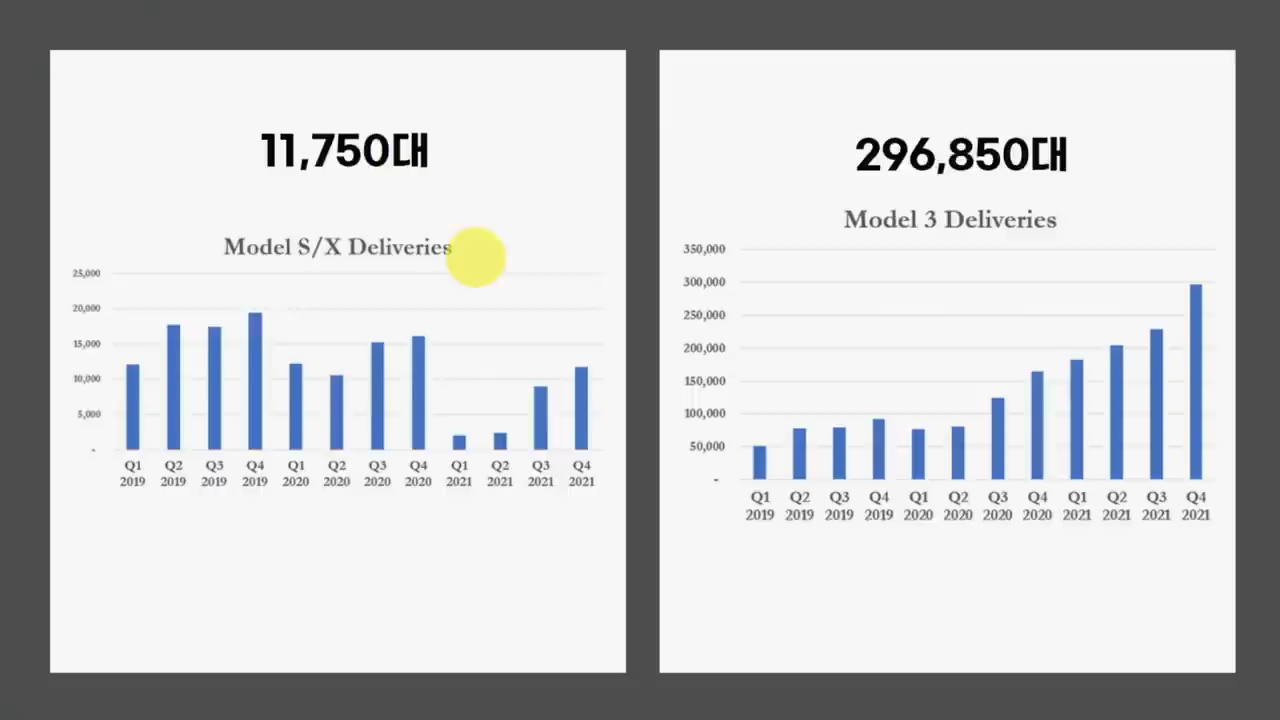 11,750대
Model S/X Deliveries
25,000
20,000
15,000
10,000
5,000
-
Q1 Q2 Q3 Q4 Q1 Q2 Q3 Q4 Q1 Q2 Q3 Q4
2019 2019 2019 2019 2020 2020 2020 2020 2021 2021 2021 2021
296,850대
Model 3 Deliveries
350,000
300,000
250,000
200,000
150,000
100,000
50,000
-
Q1 Q2 Q3 Q4 Q1 Q2 Q3 Q4 Q1 Q2 Q3 Q4
2019 2019 2019 2019 2020 2020 2020 2020 2021 2021 2021 2021